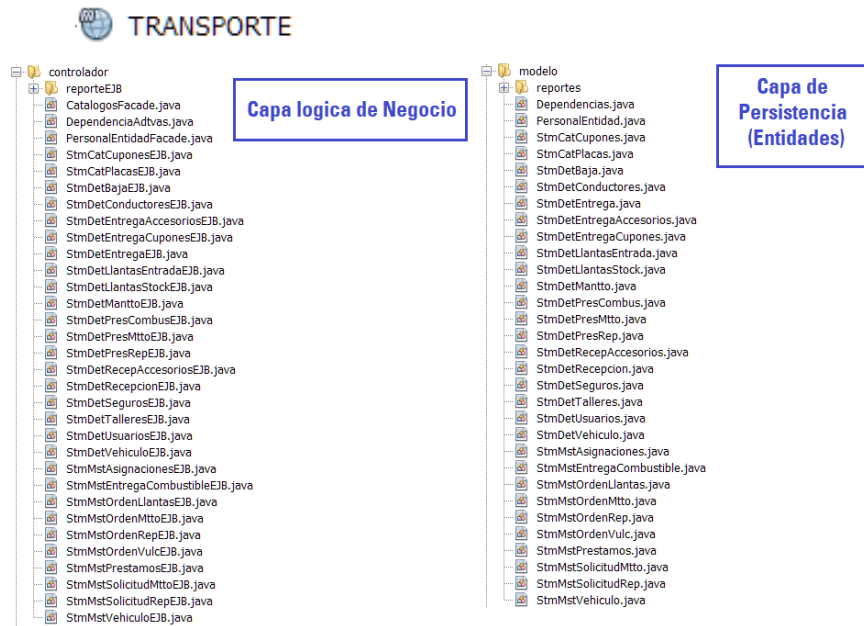 TRANSPORTE
controlador
reporteEJB
CatalogosFacade.java
DependenciaAdtvas.java
PersonalEntidadFacade.java
StmCatCuponesEJB.java
StmCatPlacasEJB.java
StmDetBajaEJB.java
StmDetConductoresEJB.java
StmDetEntregaAccesoriosEJB.java
StmDetEntregaCuponesEJB.java
StmDetEntregaEJB.java
StmDetLlantasEntradaEJB.java
StmDetLlantasStockEJB.java
StmDetManttoEJB.java
StmDetPresCombusEJB.java
StmDetPresMttoEJB.java
StmDetPresRepEJB.java
StmDetRecepAccesoriosEJB.java
StmDetRecepcionEJB.java
StmDetSegurosEJB.java
StmDetTalleresEJB.java
StmDetUsuariosEJB.java
StmDetVehiculoEJB.java
StmMstAsignacionesEJB.java
StmMstEntregaCombustibleEJB.java
StmMstOrdenLlantasEJB.java
StmMstOrdenMttoEJB.java
StmMstOrdenRepEJB.java
StmMstOrdenVulcEJB.java
StmMstPrestamosEJB.java
StmMstSolicitudMttoEJB.java
StmMstSolicitudRepEJB.java
StmMstVehiculoEJB.java
Capa logica de Negocio
modelo
reportes
Dependencias.java
PersonalEntidad.java
StmCatCupones.java
StmCatPlacas.java
StmDetBaja.java
StmDetConductores.java
StmDetEntrega.java
StmDetEntregaAccesorios.java
StmDetEntregaCupones.java
StmDetLlantasEntrada.java
StmDetLlantasStock.java
StmDetMantto.java
StmDetPresCombus.java
StmDetPresMtto.java
StmDetPresRep.java
StmDetRecepAccesorios.java
StmDetRecepcion.java
StmDetSeguros.java
StmDetTalleres.java
StmDetUsuarios.java
StmDetVehiculo.java
StmMstAsignaciones.java
StmMstEntregaCombustible.java
StmMstOrdenLlantas.java
StmMstOrdenMtto.java
StmMstOrdenRep.java
StmMstOrdenVulc.java
StmMstPrestamos.java
StmMstSolicitudMtto.java
StmMstSolicitudRep.java
StmMstVehiculo.java
Capa de
Persistencia
(Entidades)